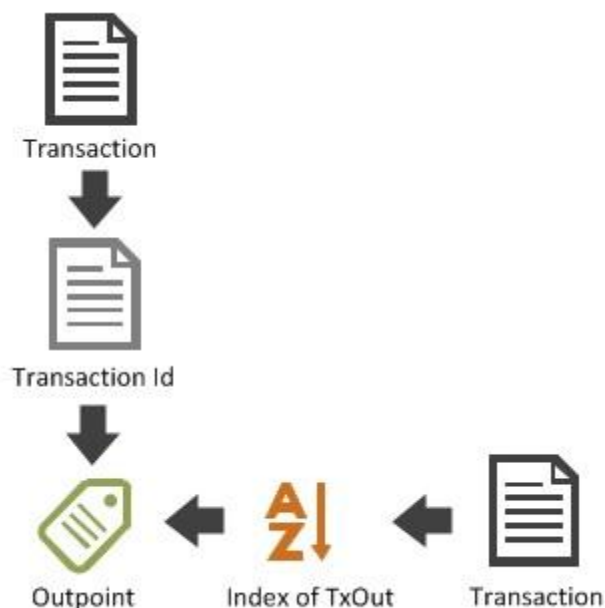 Transaction
Transaction Id
A
Z
Outpoint
Index of TxOut
Transaction